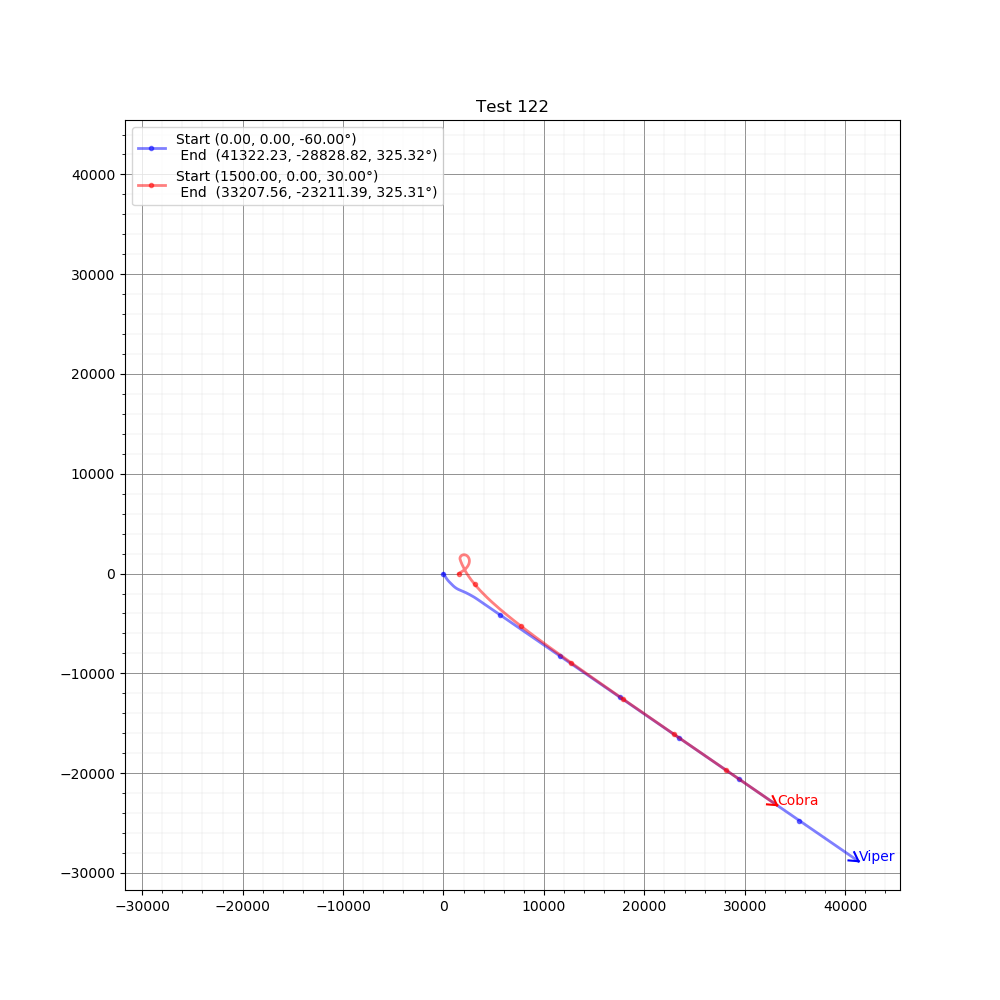 Test 122
Start (0.00, 0.00, -60.00°)
End  (41322.23, -28828.82, 325.32°)
Start (1500.00, 0.00, 30.00°)
End  (33207.56, -23211.39, 325.31°)
40000
30000
20000
10000
0
−10000
−20000
−30000
Cobra
Viper
−30000 −20000 −10000 0 10000 20000 30000 40000